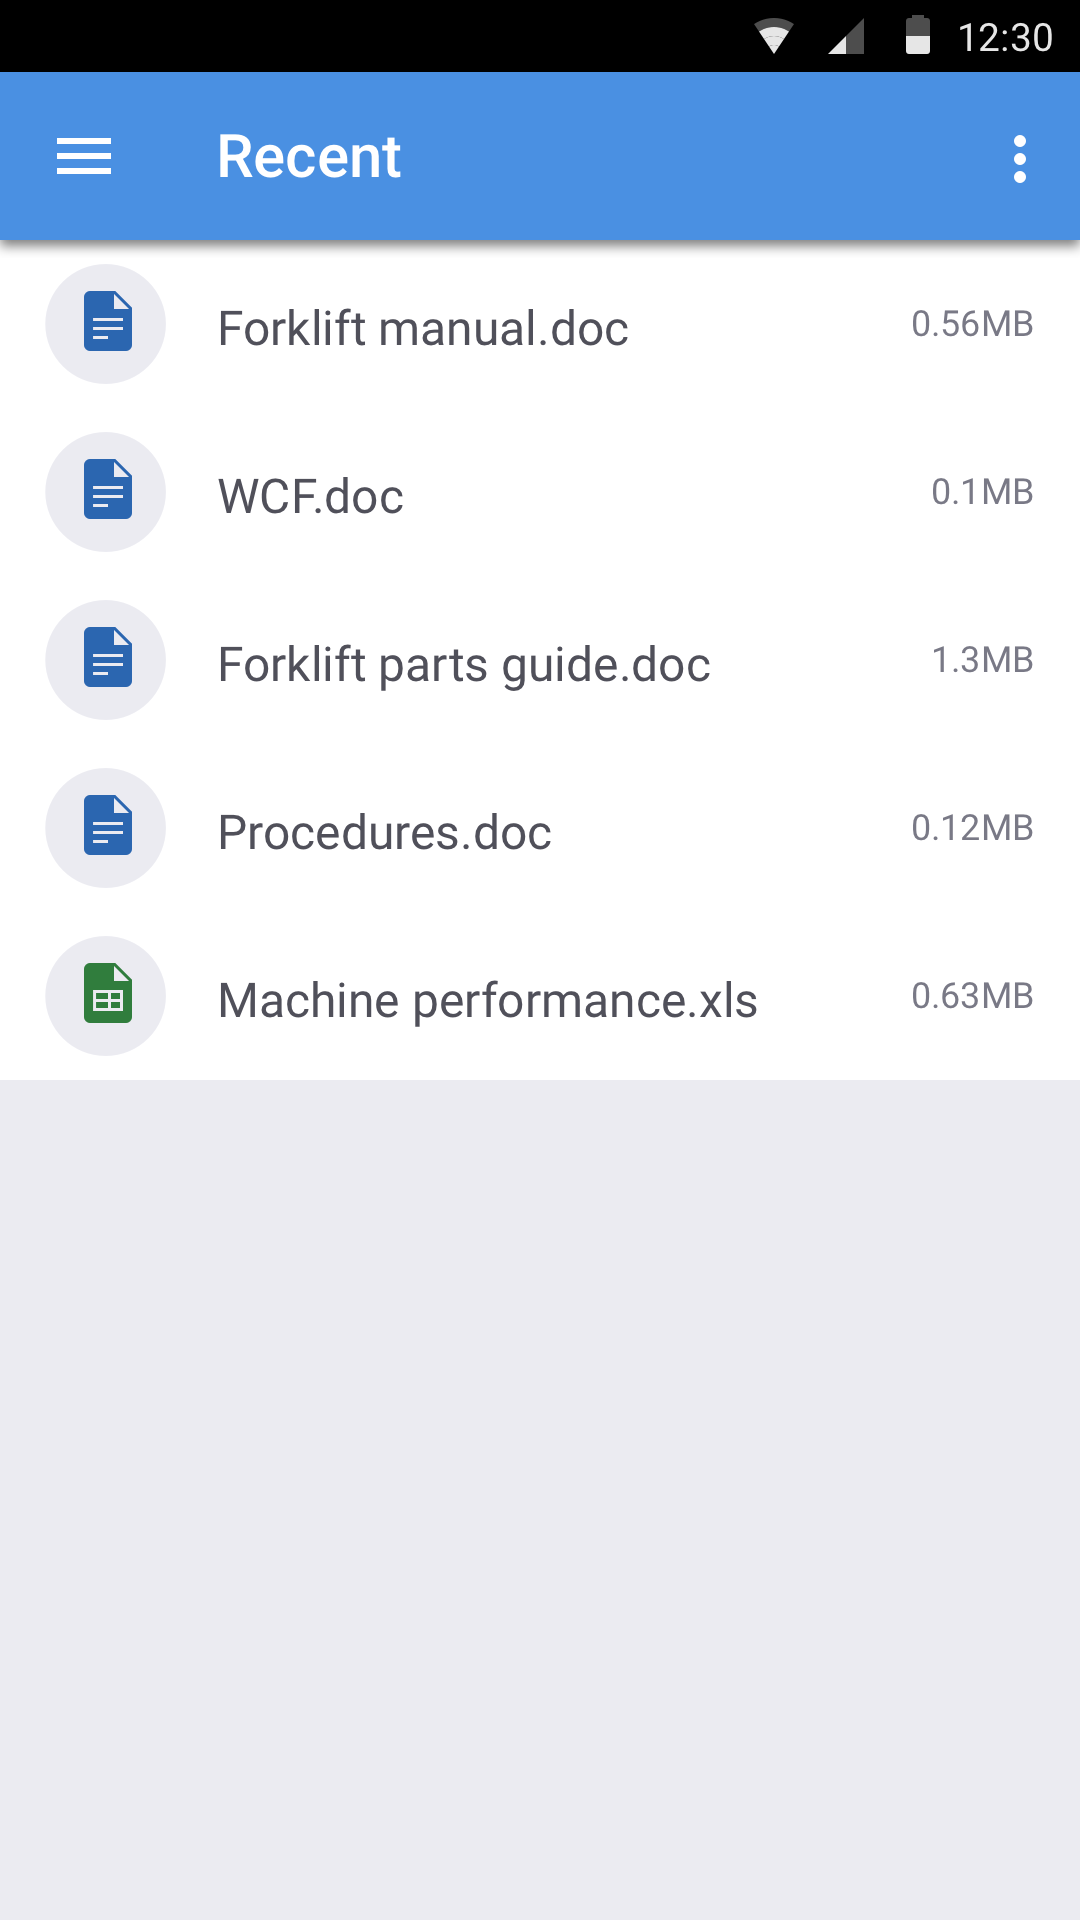 12:30
Recent
Forklift manual.doc 0.56MB
WCF.doc 0.1MB
Forklift parts guide.doc 1.3MB
Procedures.doc 0.12MB
Machine performance.xls 0.63MB